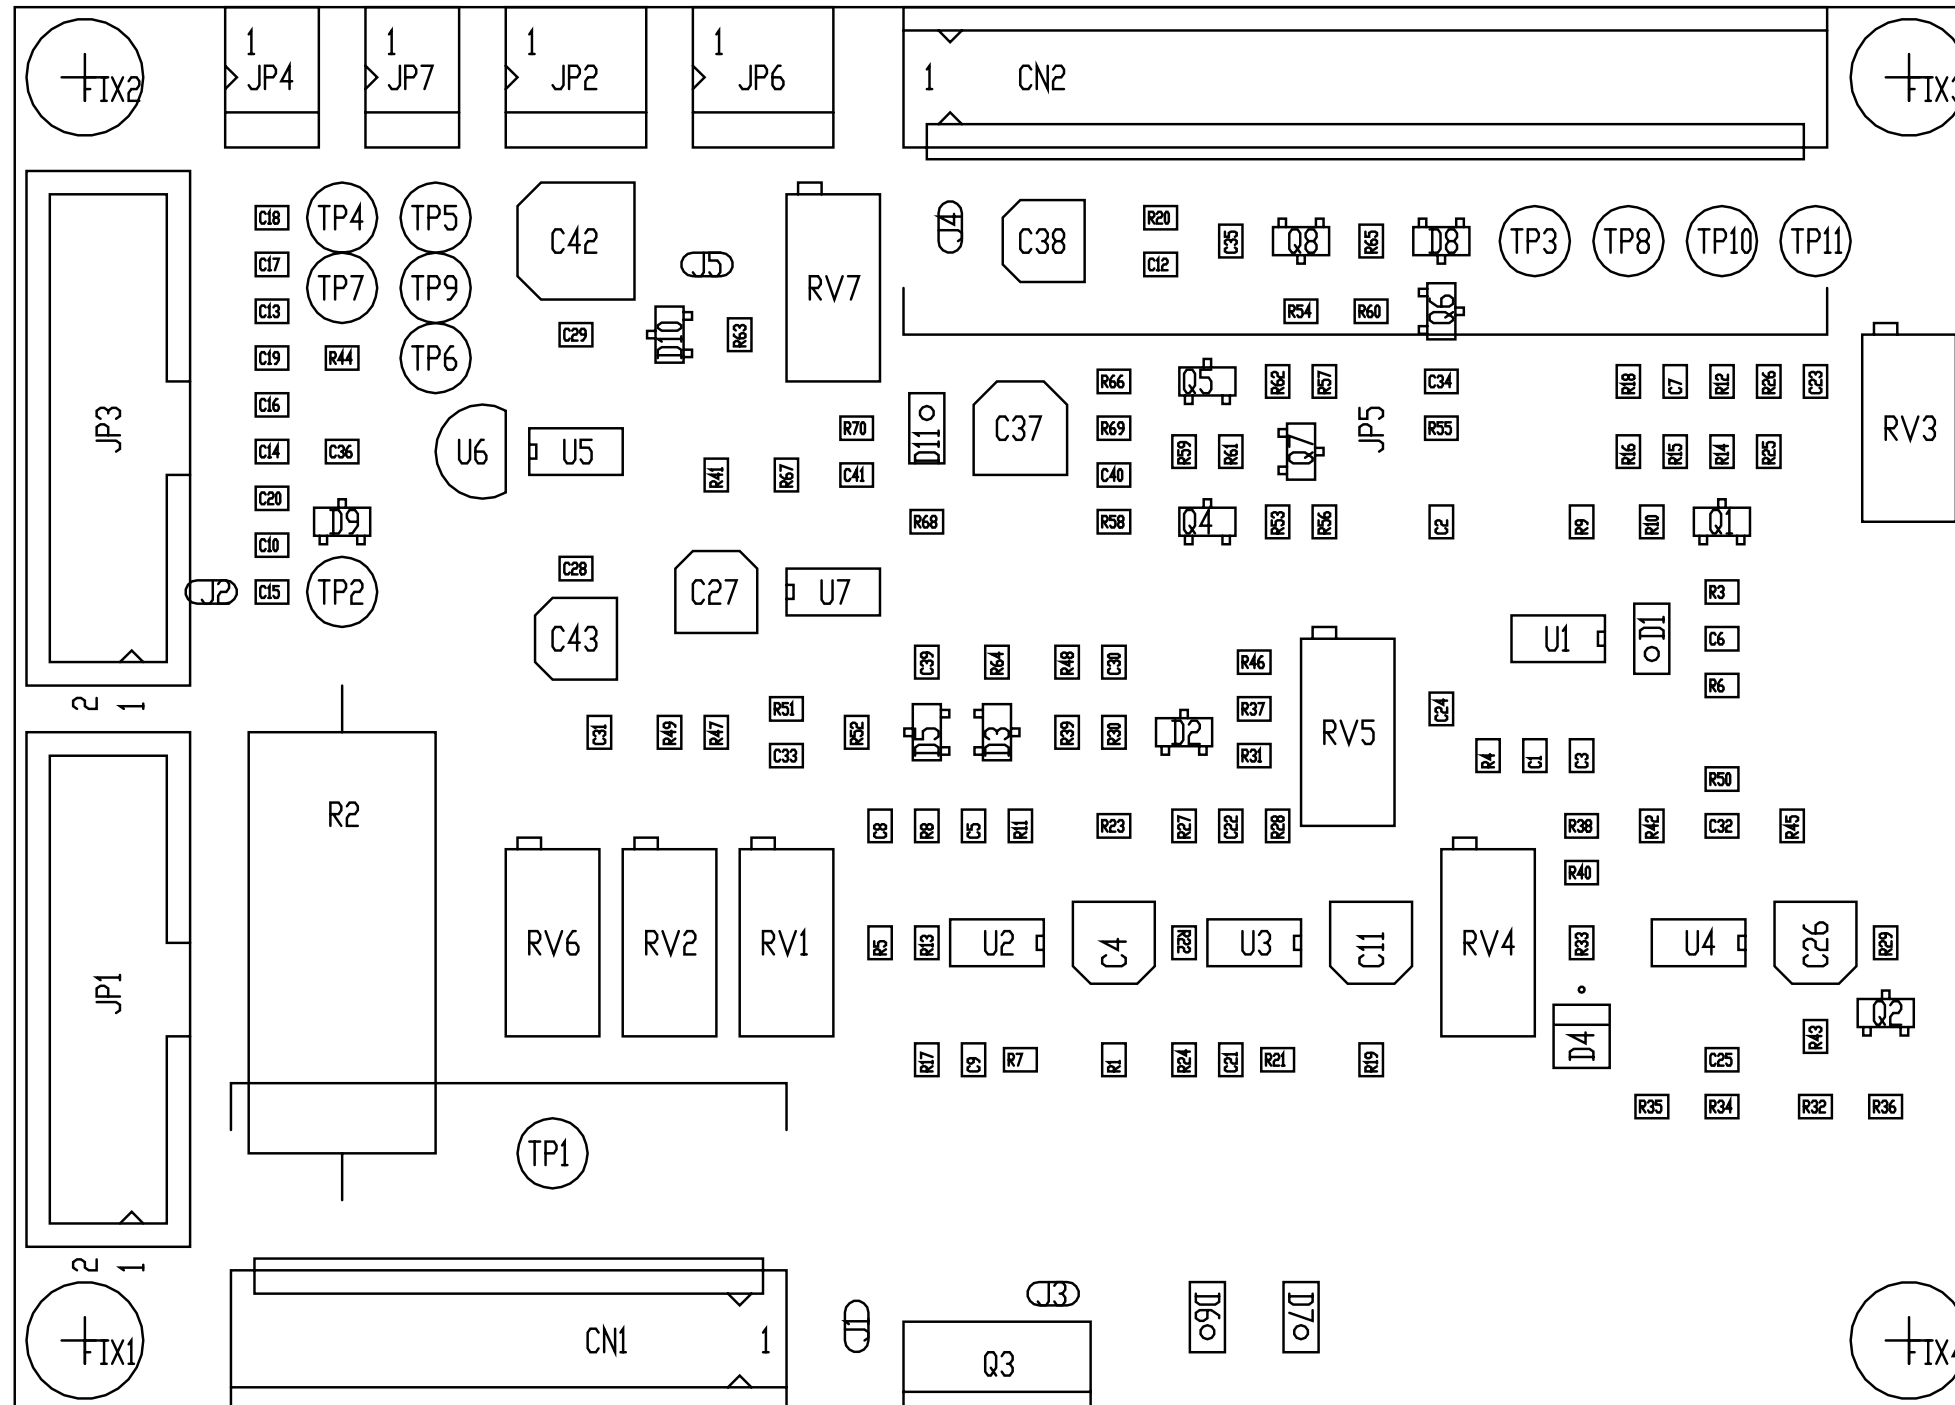 1 1 1 1
FIX2 JP4 JP7 JP2 JP6 1 CN2 FIX3
C18 TP4 TP5 J4 R20
C42 C38 C35 Q8 R65 D8 TP3 TP8 TP10 TP11
C17 J5 C12
TP7 TP9 RV7
C13 R54 R60 Q6
C29 D10 R63
C19 R44 TP6
R66 Q5 R62 R57 C34 R18 C7 R12 R26 C23
C16
JP3 R70 D11 C37 R69 JP5 R55 RV3
C14 C36 U6 U5 R59 R61 Q7 R16 R15 R14 R25
R41 R67 C41 C40
C20
D9 R68 R58 Q4 R53 R56 C2 R9 R10 Q1
C10
C28
J2 C15 TP2 C27 U7 R3
C43 U1 D1 C6
C39 R64 R48 C30 R46
R6
2 1 R51 R37 C24
C31 R49 R47 R52 D5 D3 R39 R30 D2 RV5
C33 R31 R4 C1 C3
R50
R2 C8 R8 C5 R11 R23 R27 C22 R28 R38 R42 C32 R45
R40
RV6 RV2 RV1 R5 R13 U2 C4 R22 U3 C11 RV4 R33 U4 C26 R29
JP1 Q2
D4 R43
R17 C9 R7 R1 R24 C21 R21 R19 C25
R35 R34 R32 R36
TP1
2 1
J3 D6 D7
FIX1 CN1 1 J1 FIX4
Q3